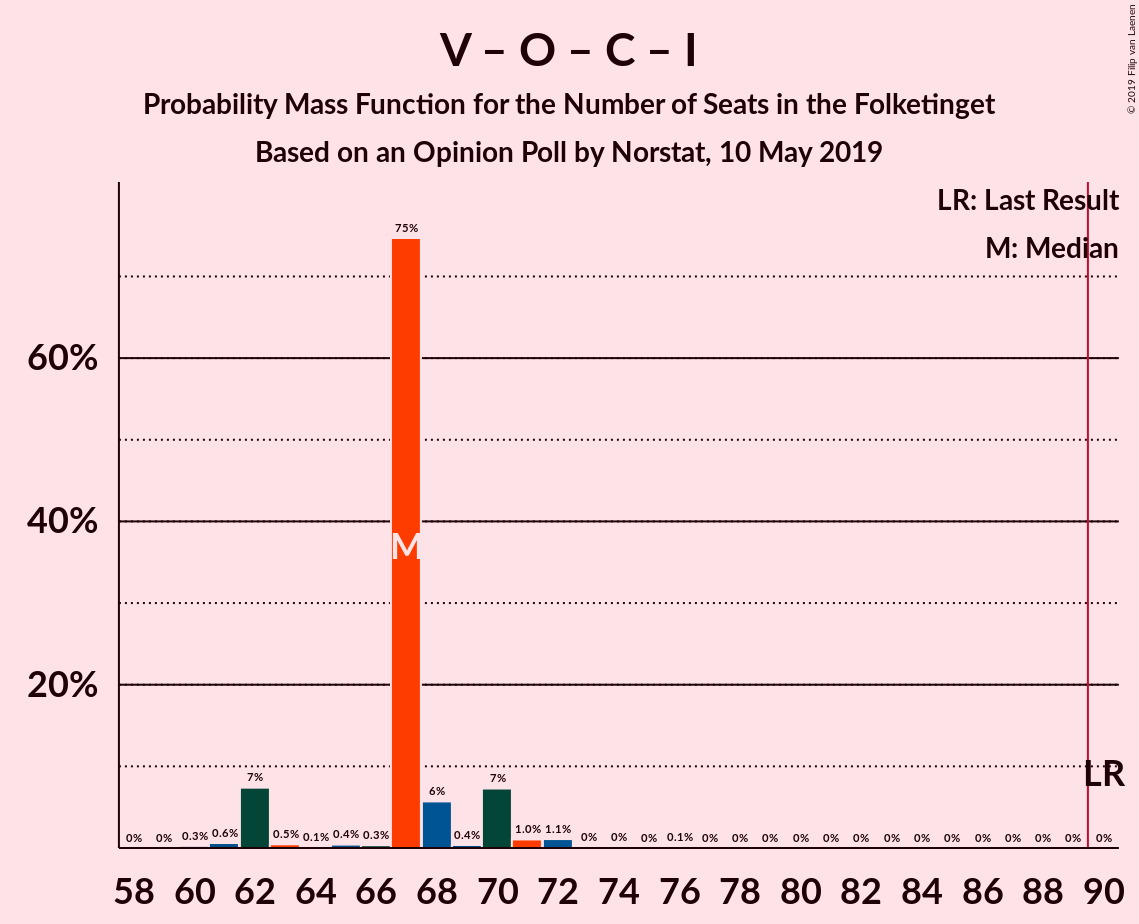 V – O – C – I
Probability Mass Function for the Number of Seats in the Folketinget
Based on an Opinion Poll by Norstat, 10 May 2019
© 2019 Filip van Laenen
LR: Last Result
M: Median
60%
40%
20%
0% 0% 0.3% 0.6% 7% 0.5% 0.1% 0.4% 0.3% 75% 6% 0.4% 7% 1.0% 1.1% 0% 0% 0% 0.1% 0% 0% 0% 0% 0% 0% 0% 0% 0% 0% 0% 0% 0% 0%
M
LR
58 60 62 64 66 68 70 72 74 76 78 80 82 84 86 88 90